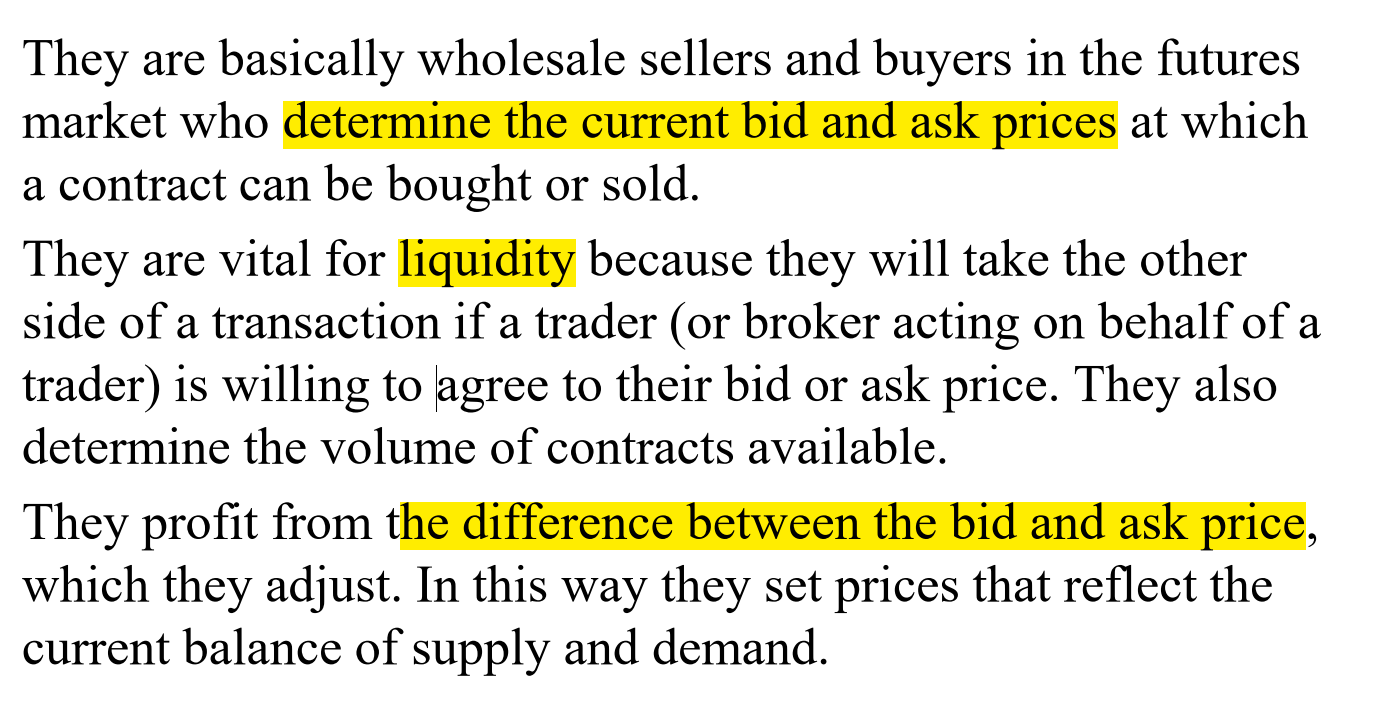 They are basically wholesale sellers and buyers in the futures
market who determine the current bid and ask prices at which
a contract can be bought or sold.
They are vital for liquidity because they will take the other
side of a transaction if a trader (or broker acting on behalf of a
trader) is willing to agree to their bid or ask price. They also
determine the volume of contracts available.
They profit from the difference between the bid and ask price,
which they adjust. In this way they set prices that reflect the
current balance of supply and demand.